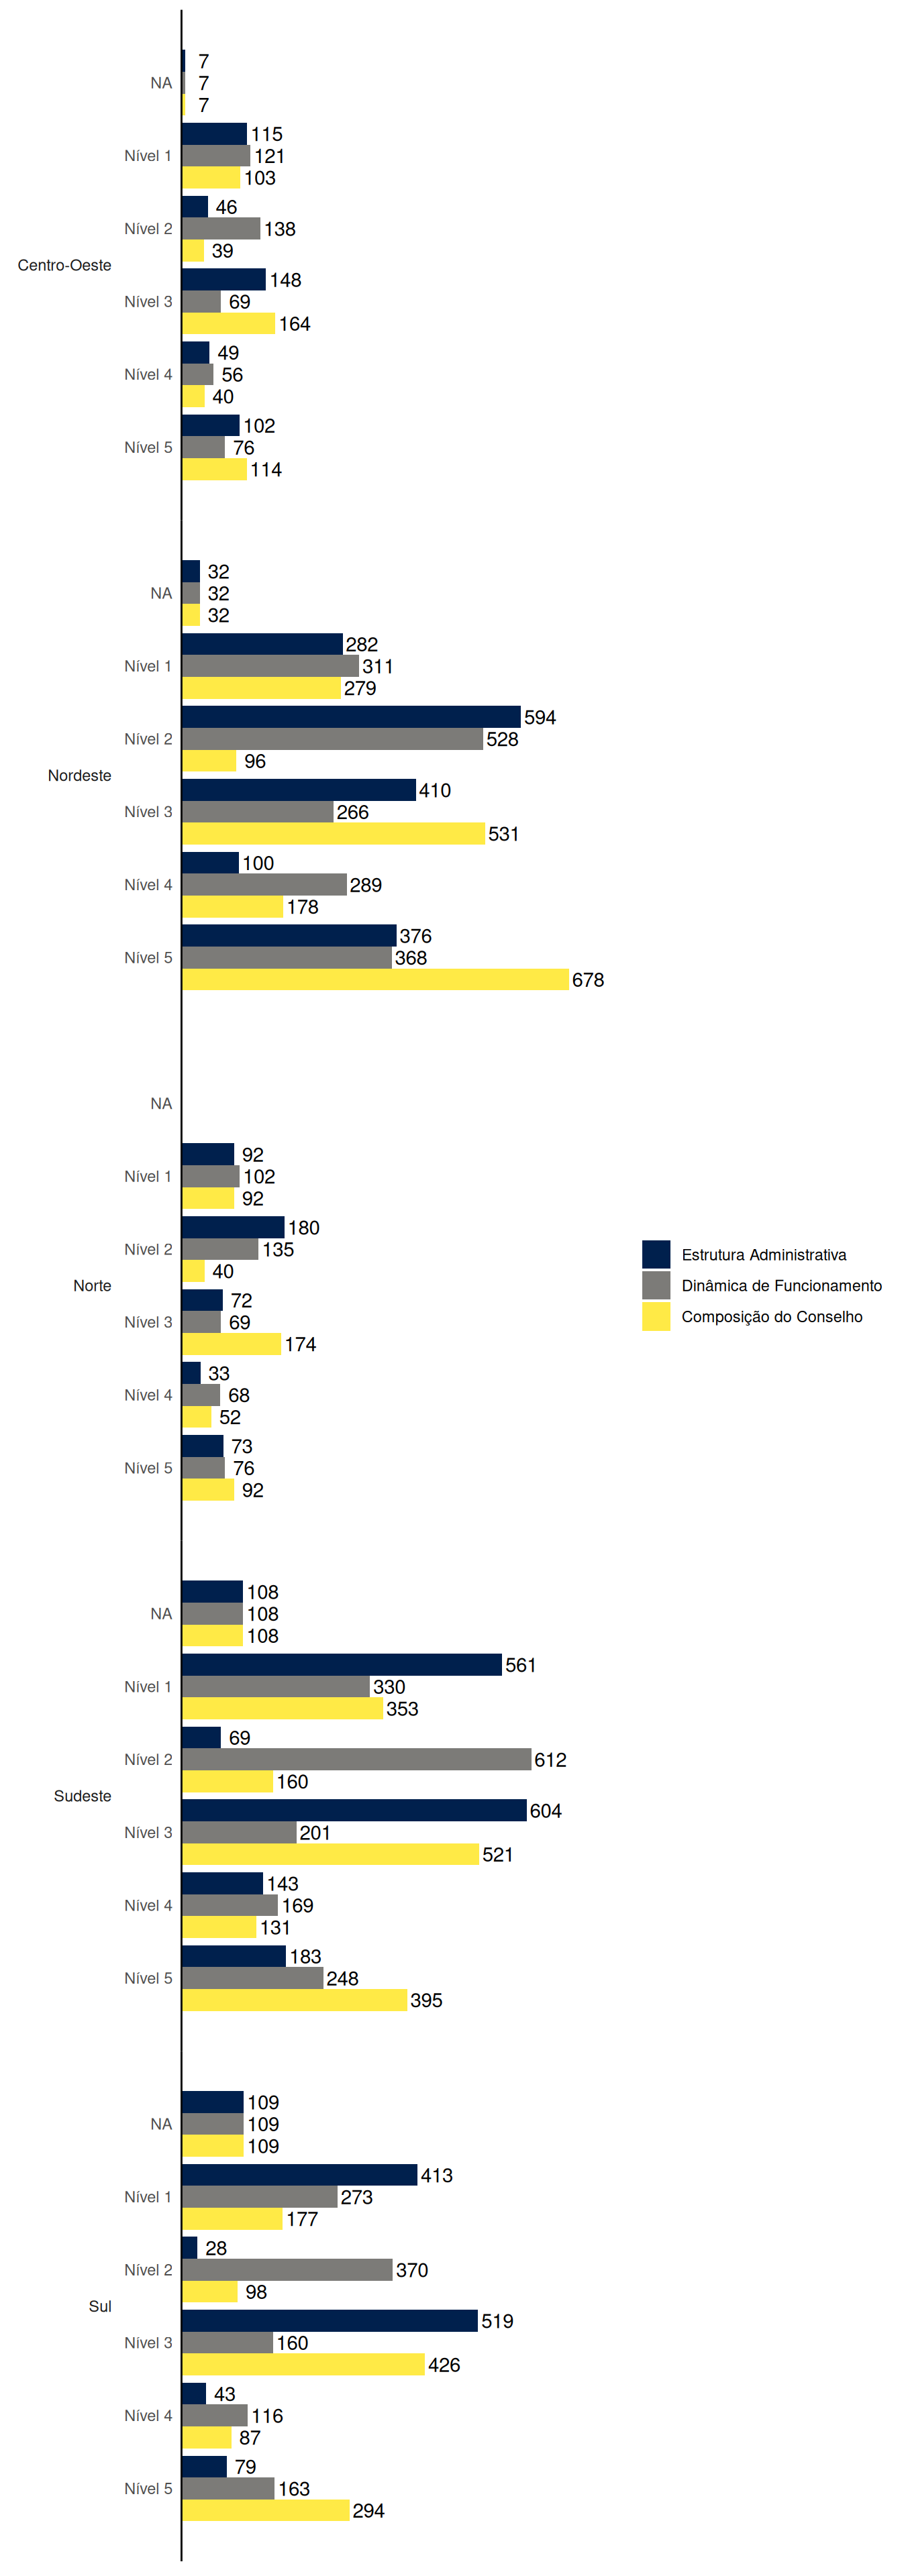 Centro-Oeste
NA
7
7
7
Nível 1
115
121
103
Nível 2
46
138
39
Nível 3
148
69
164
Nível 4
49
56
40
Nível 5
102
76
114
Nordeste
NA
32
32
32
Nível 1
282
311
279
Nível 2
594
528
96
Nível 3
410
266
531
Nível 4
100
289
178
Nível 5
376
368
678
Norte
NA
Nível 1
92
102
92
Nível 2
180
135
40
Nível 3
72
69
174
Nível 4
33
68
52
Nível 5
73
76
92
Estrutura Administrativa
Dinâmica de Funcionamento
Composição do Conselho
Sudeste
NA
108
108
108
Nível 1
561
330
353
Nível 2
69
612
160
Nível 3
604
201
521
Nível 4
143
169
131
Nível 5
183
248
395
Sul
NA
109
109
109
Nível 1
413
273
177
Nível 2
28
370
98
Nível 3
519
160
426
Nível 4
43
116
87
Nível 5
79
163
294